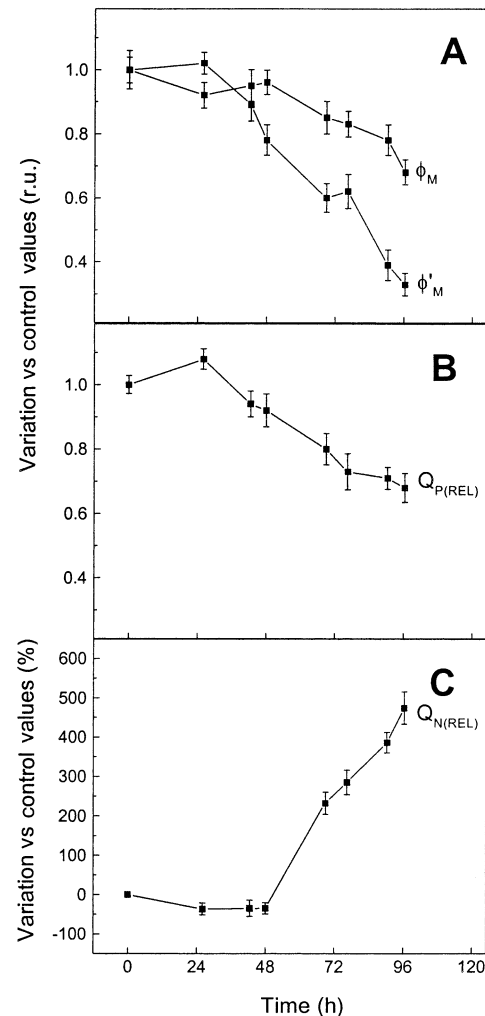 Variation vs control values (r.u.)
A
1.0
0.8
0.6
0.4
ϕM
ϕ'M
B
1.0
0.8
0.6
0.4
QP(REL)
Variation vs control values (%)
C
600
500
400
300
200
100
0
-100
QN(REL)
0 24 48 72 96 120
Time (h)